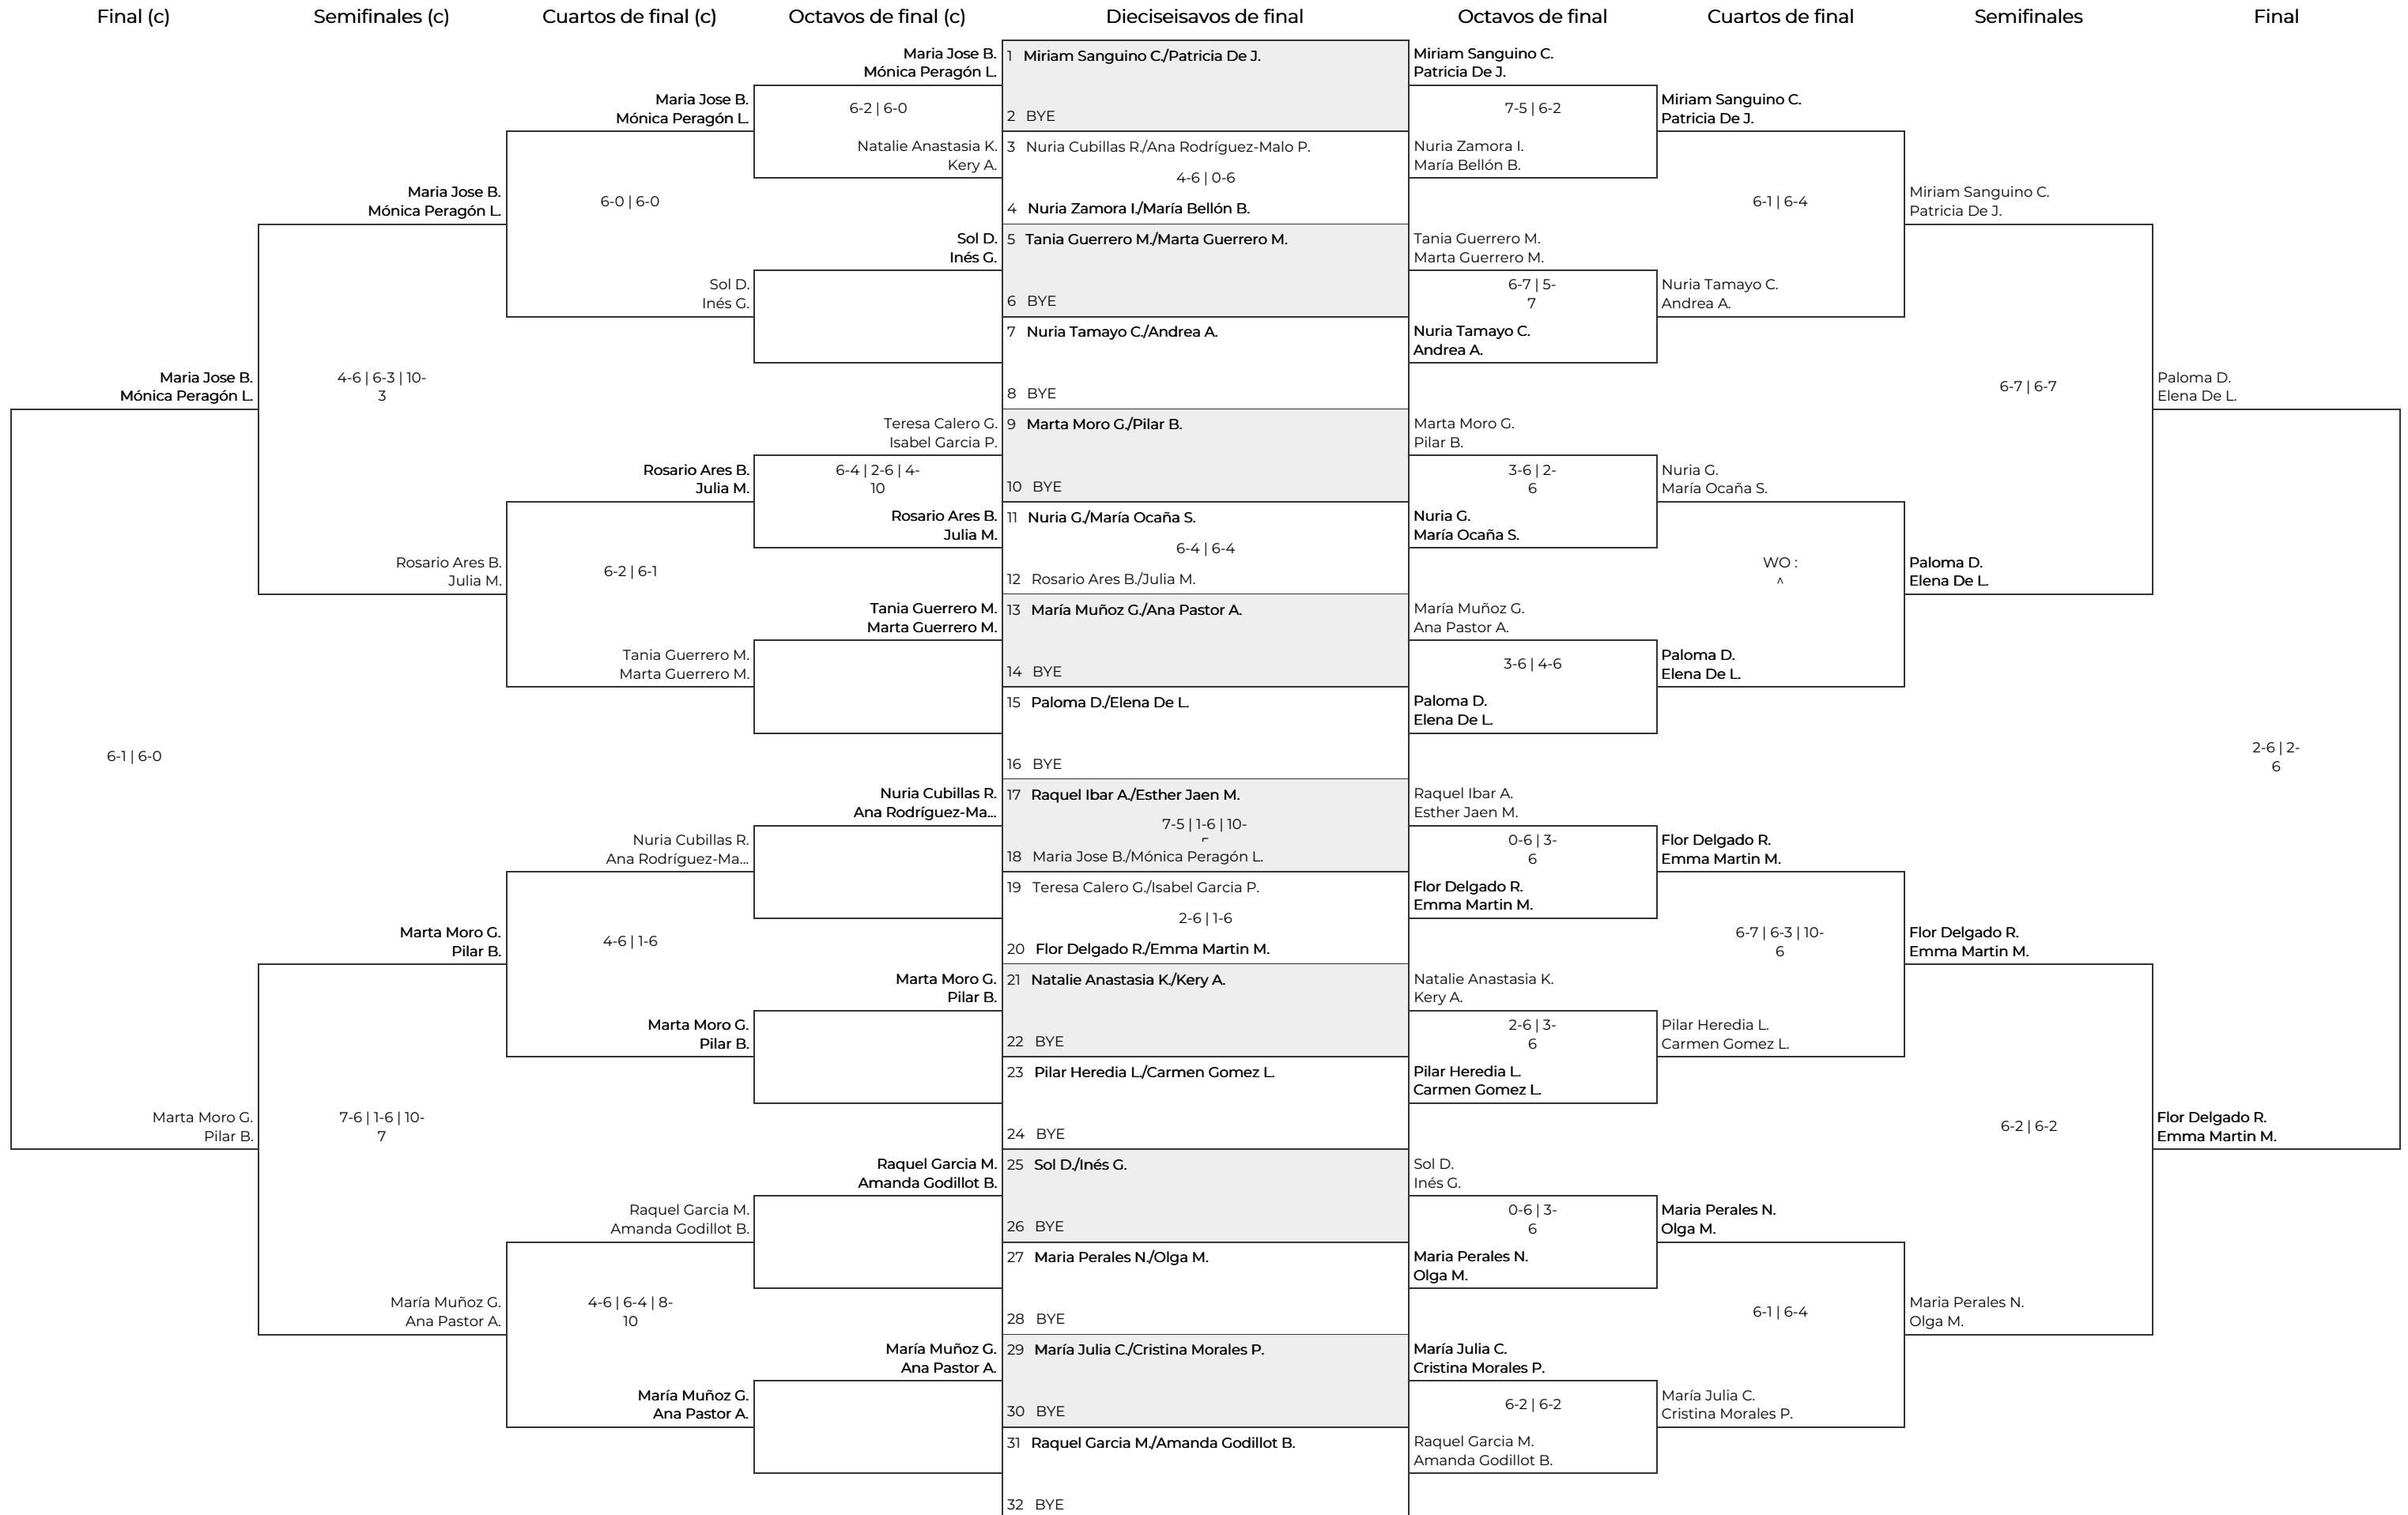 Final (c)
Semifinales (c)
Cuartos de final (c)
Octavos de final (c)
Dieciseisavos de final
Octavos de final
Cuartos de final
Semifinales
Final
Maria Jose B.
Mónica Peragón L.
6-1 | 6-0
Marta Moro G.
Pilar B.
Maria Jose B.
Mónica Peragón L.
4-6 | 6-3 | 10-
3
Rosario Ares B.
Julia M.
Marta Moro G.
Pilar B.
7-6 | 1-6 | 10-
7
María Muñoz G.
Ana Pastor A.
Maria Jose B.
Mónica Peragón L.
6-0 | 6-0
Sol D.
Inés G.
Rosario Ares B.
Julia M.
6-2 | 6-1
Tania Guerrero M.
Marta Guerrero M.
Nuria Cubillas R.
Ana Rodríguez-Ma...
4-6 | 1-6
Marta Moro G.
Pilar B.
Raquel Garcia M.
Amanda Godillot B.
4-6 | 6-4 | 8-
10
María Muñoz G.
Ana Pastor A.
Maria Jose B.
Mónica Peragón L.
6-2 | 6-0
Natalie Anastasia K.
Kery A.
Sol D.
Inés G.
Teresa Calero G.
Isabel Garcia P.
6-4 | 2-6 | 4-
10
Rosario Ares B.
Julia M.
Tania Guerrero M.
Marta Guerrero M.
Nuria Cubillas R.
Ana Rodríguez-Ma...
Marta Moro G.
Pilar B.
Raquel Garcia M.
Amanda Godillot B.
María Muñoz G.
Ana Pastor A.
1 Miriam Sanguino C./Patricia De J.
2 BYE
3 Nuria Cubillas R./Ana Rodríguez-Malo P.
4-6 | 0-6
4 Nuria Zamora I./María Bellón B.
5 Tania Guerrero M./Marta Guerrero M.
6 BYE
7 Nuria Tamayo C./Andrea A.
8 BYE
9 Marta Moro G./Pilar B.
10 BYE
11 Nuria G./María Ocaña S.
6-4 | 6-4
12 Rosario Ares B./Julia M.
13 María Muñoz G./Ana Pastor A.
14 BYE
15 Paloma D./Elena De L.
16 BYE
17 Raquel Ibar A./Esther Jaen M.
7-5 | 1-6 | 10-
18 Maria Jose B./Mónica Peragón L.
19 Teresa Calero G./Isabel Garcia P.
2-6 | 1-6
20 Flor Delgado R./Emma Martin M.
21 Natalie Anastasia K./Kery A.
22 BYE
23 Pilar Heredia L./Carmen Gomez L.
24 BYE
25 Sol D./Inés G.
26 BYE
27 Maria Perales N./Olga M.
28 BYE
29 María Julia C./Cristina Morales P.
30 BYE
31 Raquel Garcia M./Amanda Godillot B.
32 BYE
Miriam Sanguino C.
Patricia De J.
7-5 | 6-2
Nuria Zamora I.
María Bellón B.
Tania Guerrero M.
Marta Guerrero M.
6-7 | 5-
7
Nuria Tamayo C.
Andrea A.
Marta Moro G.
Pilar B.
3-6 | 2-
6
Nuria G.
María Ocaña S.
María Muñoz G.
Ana Pastor A.
3-6 | 4-6
Paloma D.
Elena De L.
Raquel Ibar A.
Esther Jaen M.
0-6 | 3-
6
Flor Delgado R.
Emma Martin M.
Natalie Anastasia K.
Kery A.
2-6 | 3-
6
Pilar Heredia L.
Carmen Gomez L.
Sol D.
Inés G.
0-6 | 3-
6
Maria Perales N.
Olga M.
María Julia C.
Cristina Morales P.
6-2 | 6-2
Raquel Garcia M.
Amanda Godillot B.
Miriam Sanguino C.
Patricia De J.
6-1 | 6-4
Nuria Tamayo C.
Andrea A.
Nuria G.
María Ocaña S.
WO :
^
Paloma D.
Elena De L.
Flor Delgado R.
Emma Martin M.
6-7 | 6-3 | 10-
6
Pilar Heredia L.
Carmen Gomez L.
Maria Perales N.
Olga M.
6-1 | 6-4
María Julia C.
Cristina Morales P.
Miriam Sanguino C.
Patricia De J.
6-7 | 6-7
Paloma D.
Elena De L.
Flor Delgado R.
Emma Martin M.
6-2 | 6-2
Maria Perales N.
Olga M.
Paloma D.
Elena De L.
2-6 | 2-
6
Flor Delgado R.
Emma Martin M.